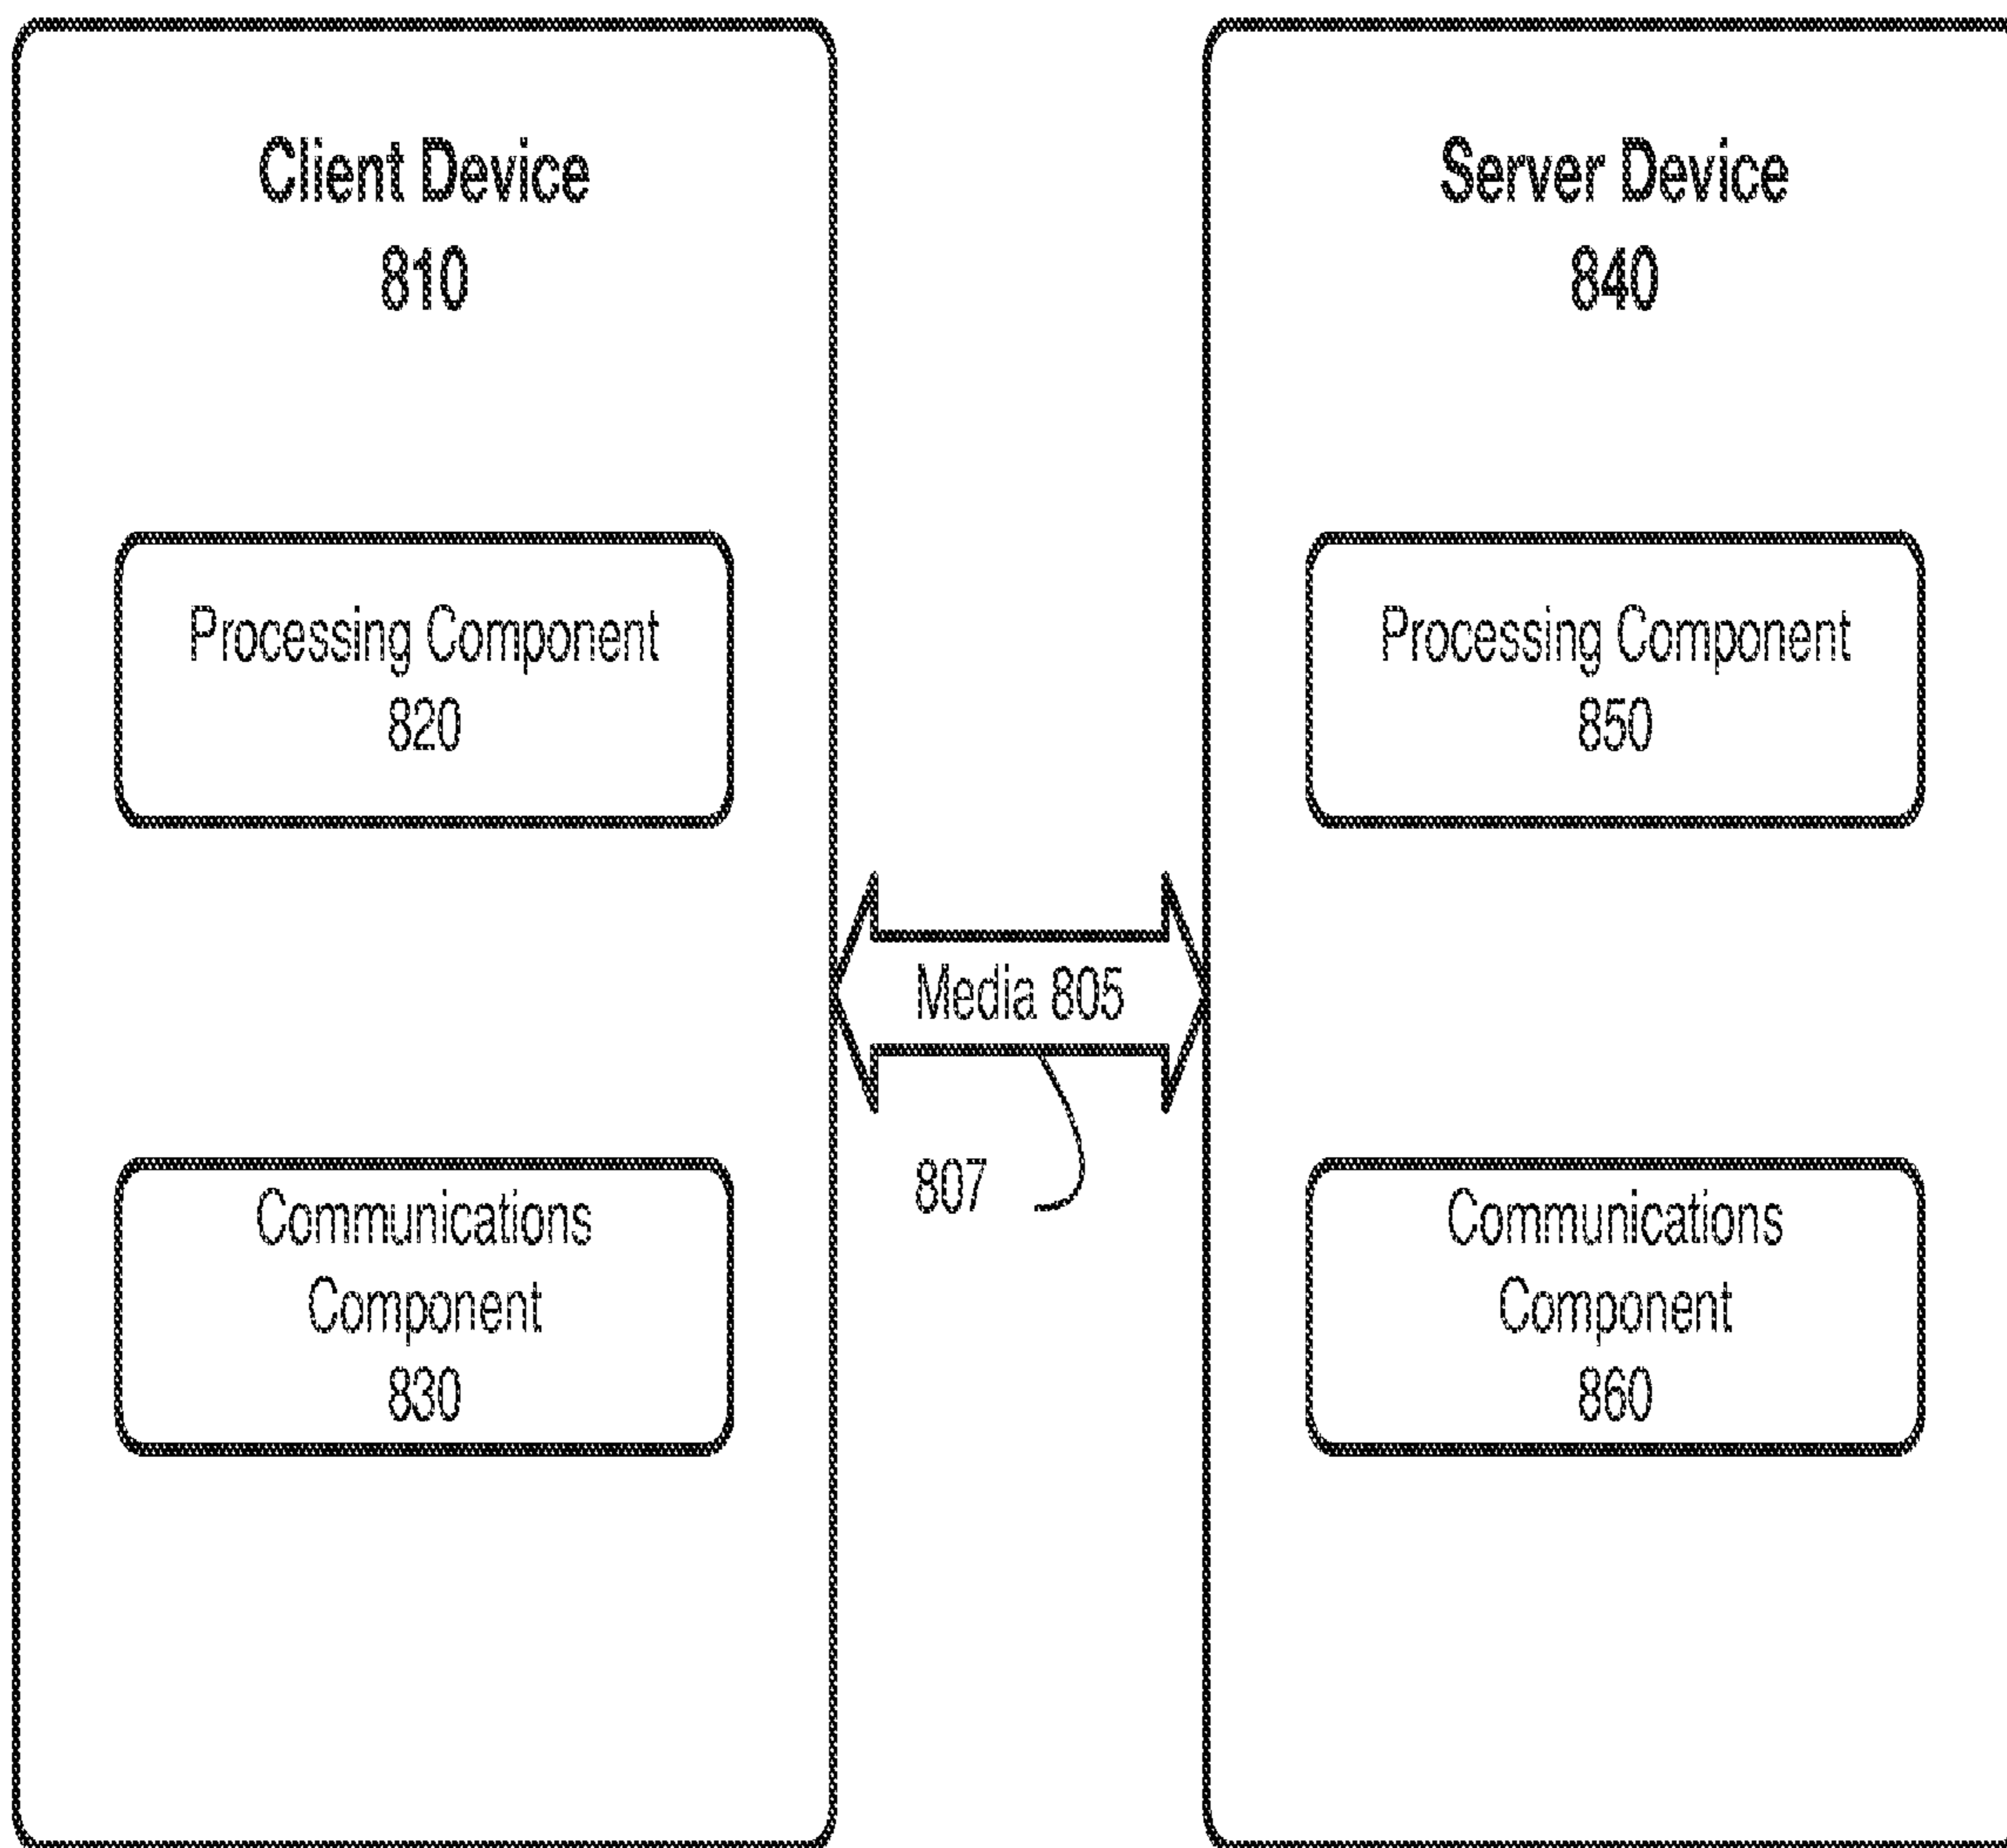 Client Device
810
Processing Component
820
Communications
Component
830
Media 805
807
Server Device
840
Processing Component
850
Communications
Component
860